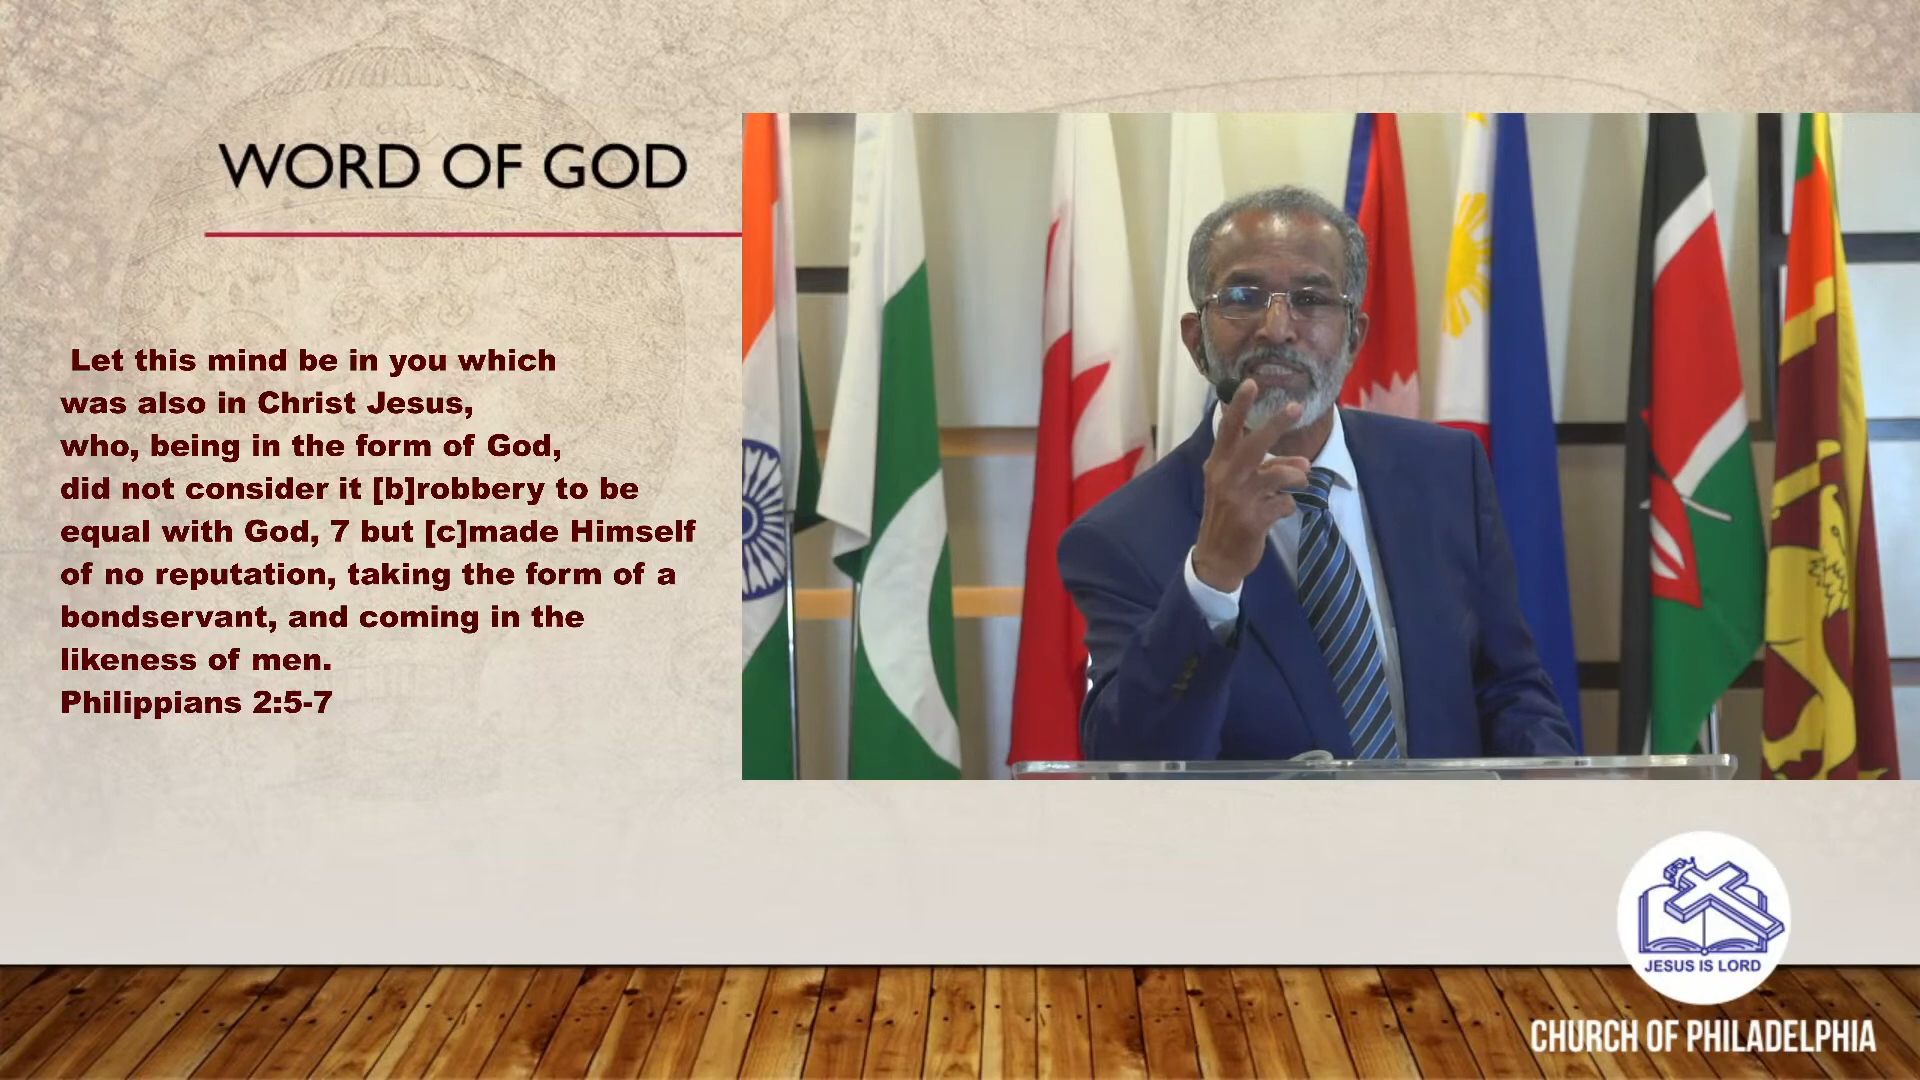 WORD OF GOD
Let this mind be in you which
was also in Christ Jesus,
who, being in the form of God,
did not consider it [b]robbery to be
equal with God, 7 but [c]made Himself
of no reputation, taking the form of a
bondservant, and coming in the
likeness of men.
Philippians 2:5-7
JESUS IS LORD
CHURCH OF PHILADELPHIA